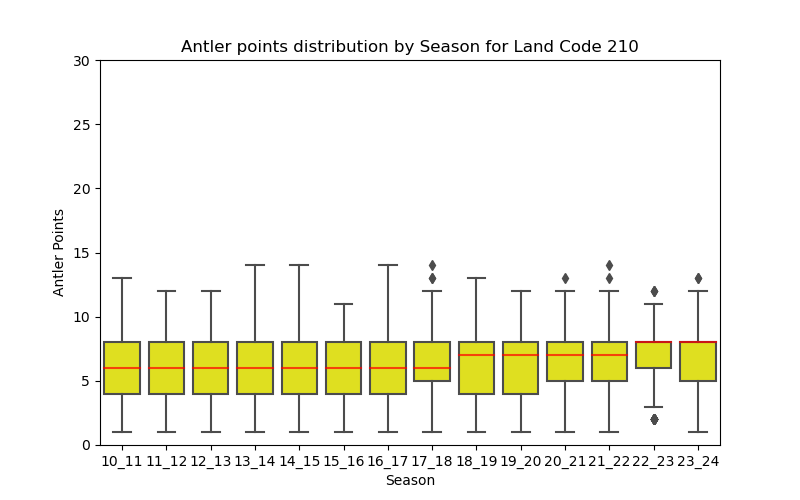 Antler points distribution by Season for Land Code 210
30
25
20
15
10
5
0
Antler Points
10_11 11_12 12_13 13_14 14_15 15_16 16_17 17_18 18_19 19_20 20_21 21_22 22_23 23_24
Season